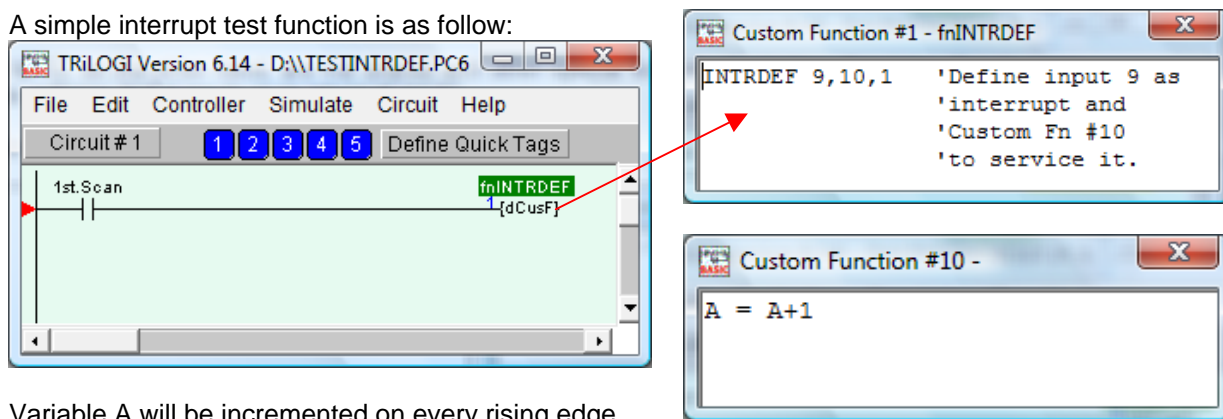 A simple interrupt test function is as follow:
TRiLOGI Version 6.14 - D:\\TESTINTRDEF.PC6
File Edit Controller Simulate Circuit Help
Circuit # 1 1 2 3 4 5 Define Quick Tags
1st.Scan fnINTRDEF
1 [dCusF]
Custom Function #1 - fnINTRDEF
INTRDEF 9,10,1 'Define input 9 as
'interrupt and
'Custom Fn #10
'to service it.
Custom Function #10 -
A = A+1
Variable A will be incremented on every rising edge